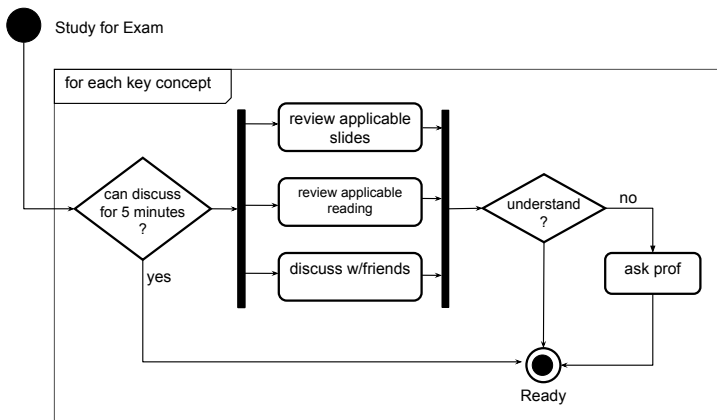 Study for Exam
for each key concept
can discuss
for 5 minutes
?
yes
review applicable
slides
review applicable
reading
discuss w/friends
understand
?
no
ask prof
Ready